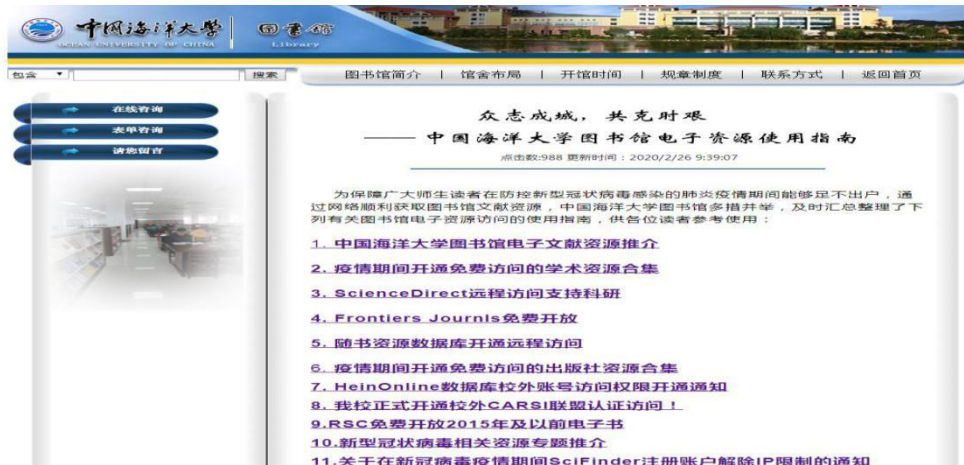 中国海洋大学 图书馆
OCEAN UNIVERSITY OF CHINA Library
包含 搜索 图书馆简介 | 馆舍布局 | 开馆时间 | 规章制度 | 联系方式 | 返回首页
在线咨询
表单咨询
请您留言
众志成城，共克时艰
—— 中国海洋大学图书馆电子资源使用指南
点击数:988 更新时间：2020/2/26 9:39:07
为保障广大师生读者在防控新型冠状病毒感染的肺炎疫情期间能够足不出户，通
过网络顺利获取图书馆文献资源，中国海洋大学图书馆多措并举，及时汇总整理了下
列有关图书馆电子资源访问的使用指南，供各位读者参考使用：
1. 中国海洋大学图书馆电子文献资源推介
2. 疫情期间开通免费访问的学术资源合集
3. ScienceDirect远程访问支持科研
4. Frontiers Journls免费开放
5. 随书资源数据库开通远程访问
6. 疫情期间开通免费访问的出版社资源合集
7. HeinOnline数据库校外账号访问权限开通通知
8. 我校正式开通校外CARSI联盟认证访问！
9.RSC免费开放2015年及以前电子书
10.新型冠状病毒相关资源专题推介
11.关于在新冠病毒疫情期间SciFinder注册账户解除IP限制的通知